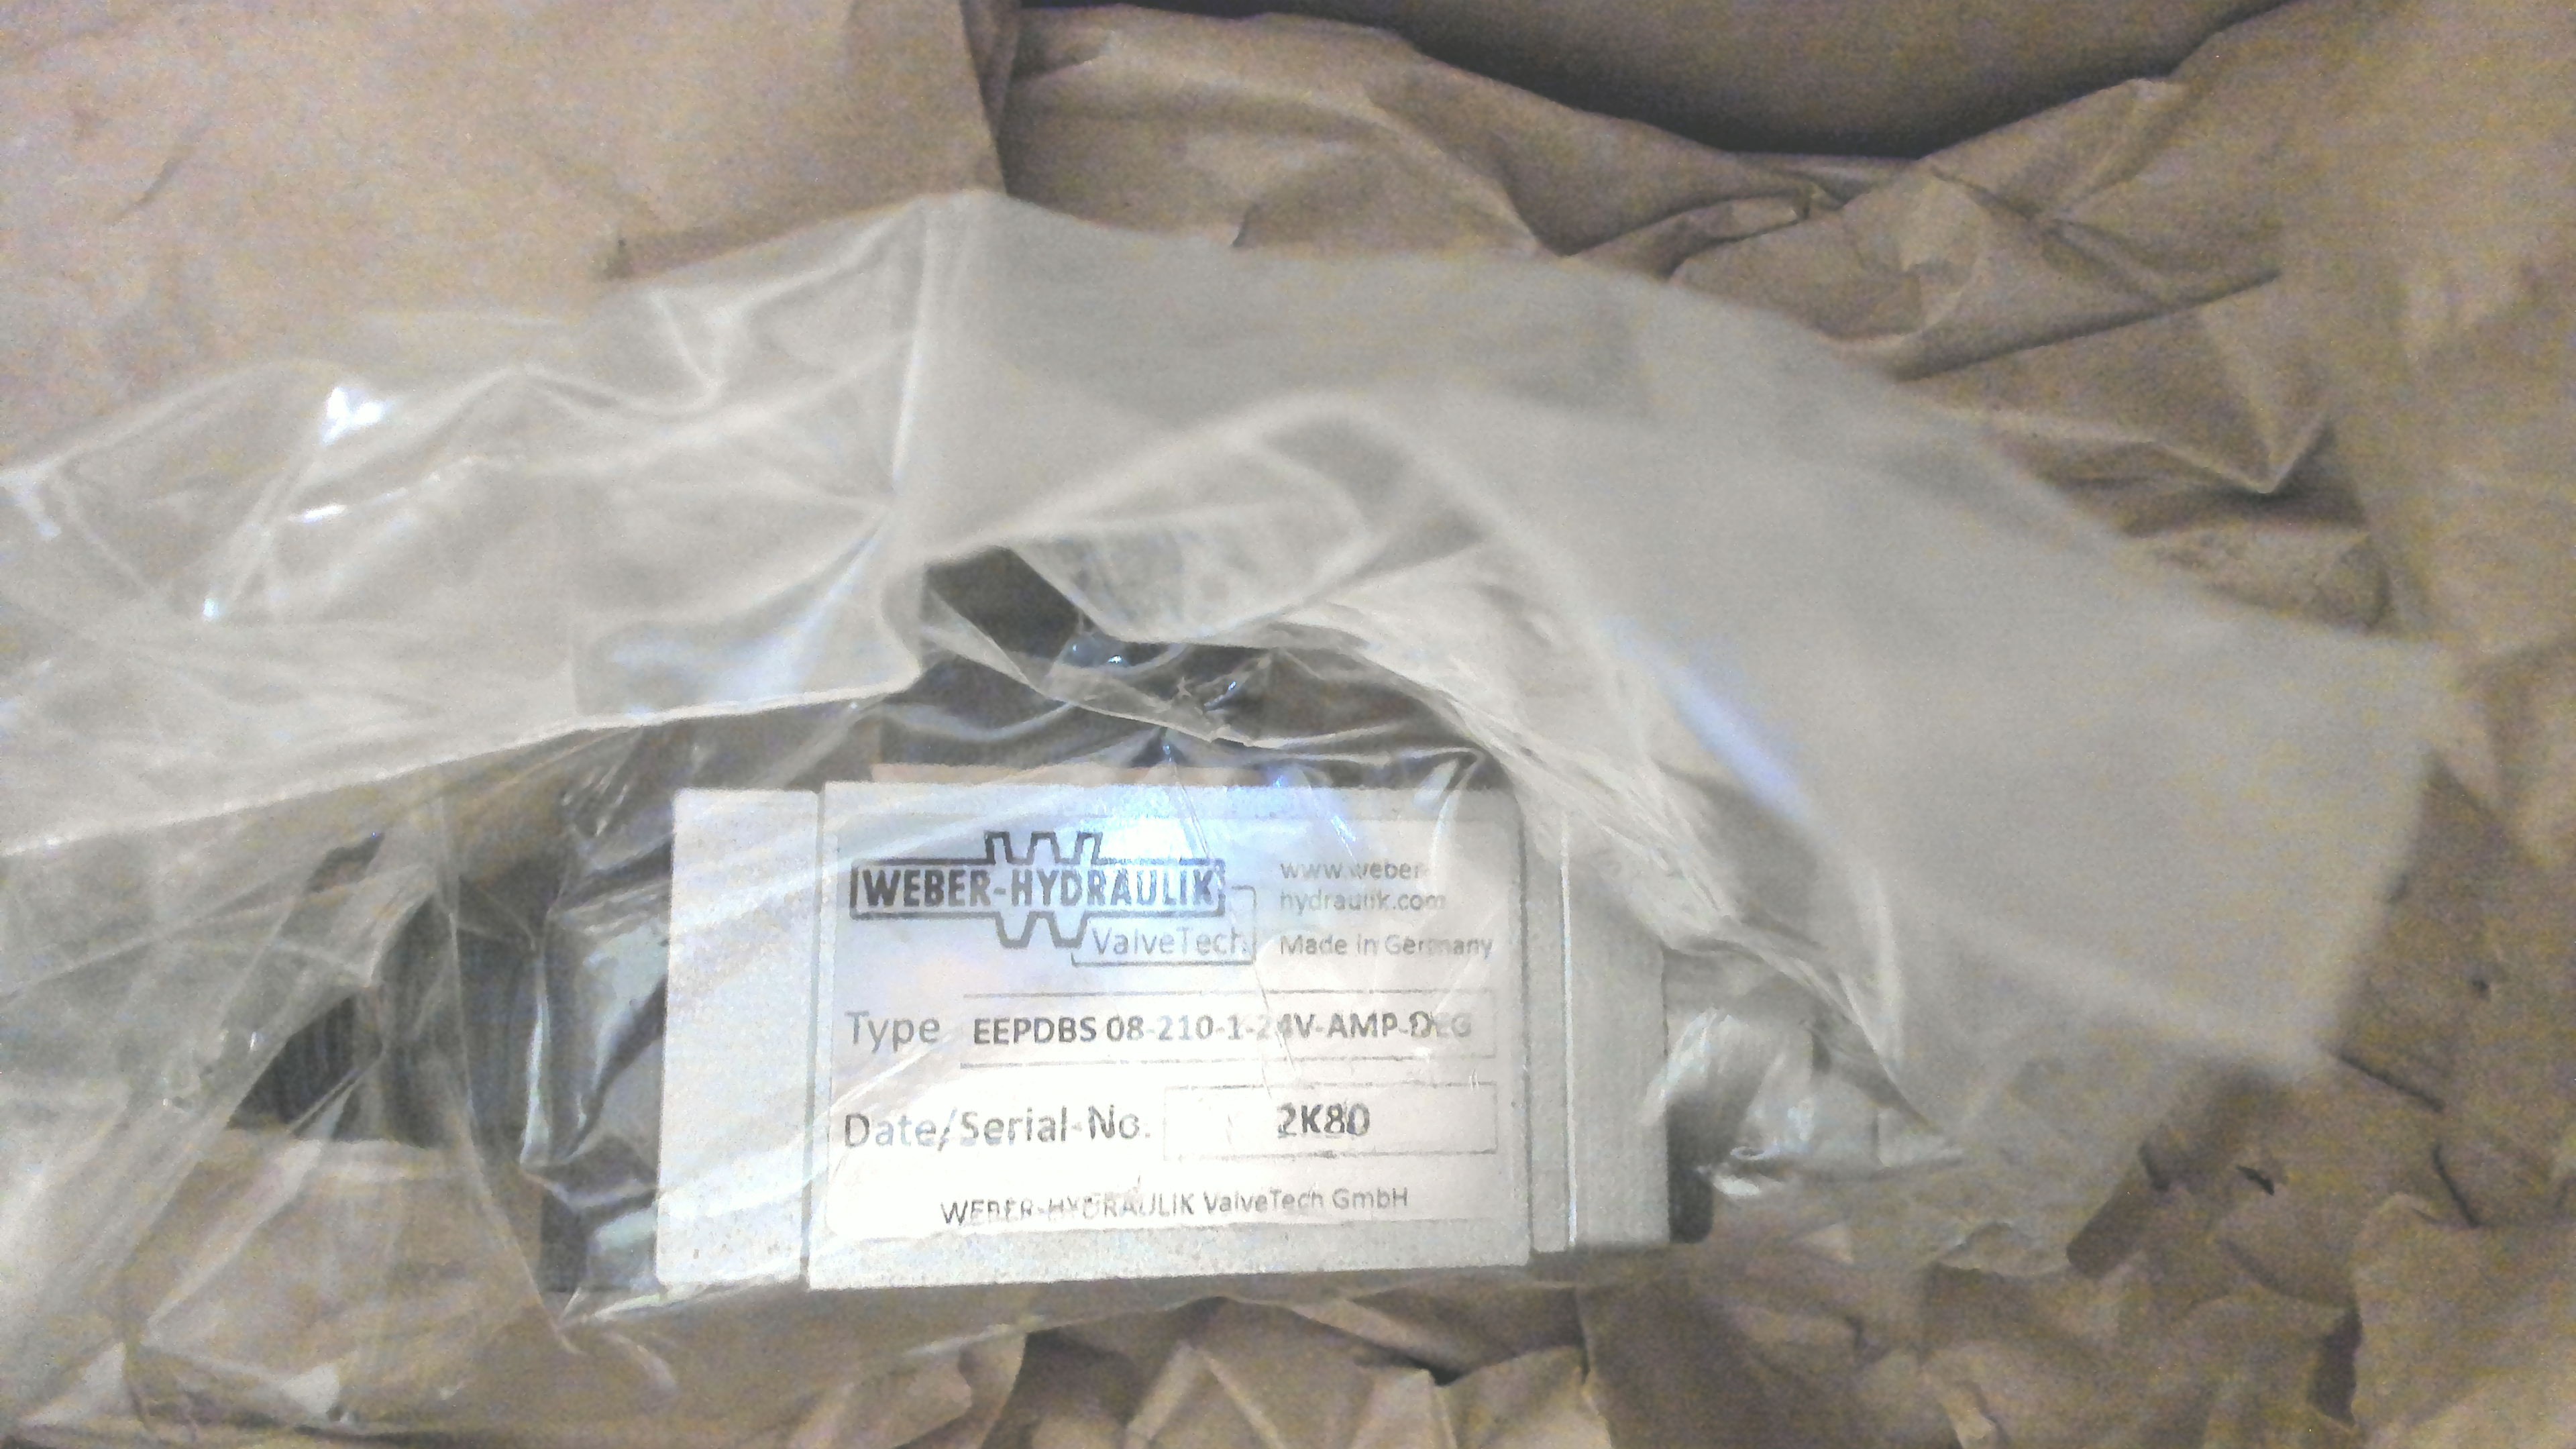 WEBER-HYDRAULIK
ValveTech
www.weber-
hydraulik.com
Made in Germany
Type EEPDBS 08-210-1-24V-AMP-DEG
Date/Serial-No. 2K80
WEBER-HYDRAULIK ValveTech GmbH